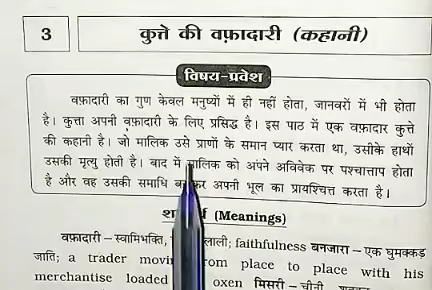 3
कुत्ते की वफ़ादारी (कहानी)
विषय-प्रवेश
वफ़ादारी का गुण केवल मनुष्यों में ही नहीं होता, जानवरों में भी होता
है। कुत्ता अपनी वफ़ादारी के लिए प्रसिद्ध है। इस पाठ में एक वफ़ादार कुत्ते
की कहानी है। जो मालिक उसे प्राणों के समान प्यार करता था, उसीके हाथों
उसकी मृत्यु होती है। बाद में मालिक को अपने अविवेक पर पश्चात्ताप होता
है और वह उसकी समाधि कर अपनी भूल का प्रायश्चित्त करता है।
(Meanings)
वफ़ादारी – स्वामिभक्ति, लाली; faithfulness बनजारा – एक घुमक्कड़
जाति; a trader from place to place with his
merchantise loaded oxen मिसरी – चीनी,